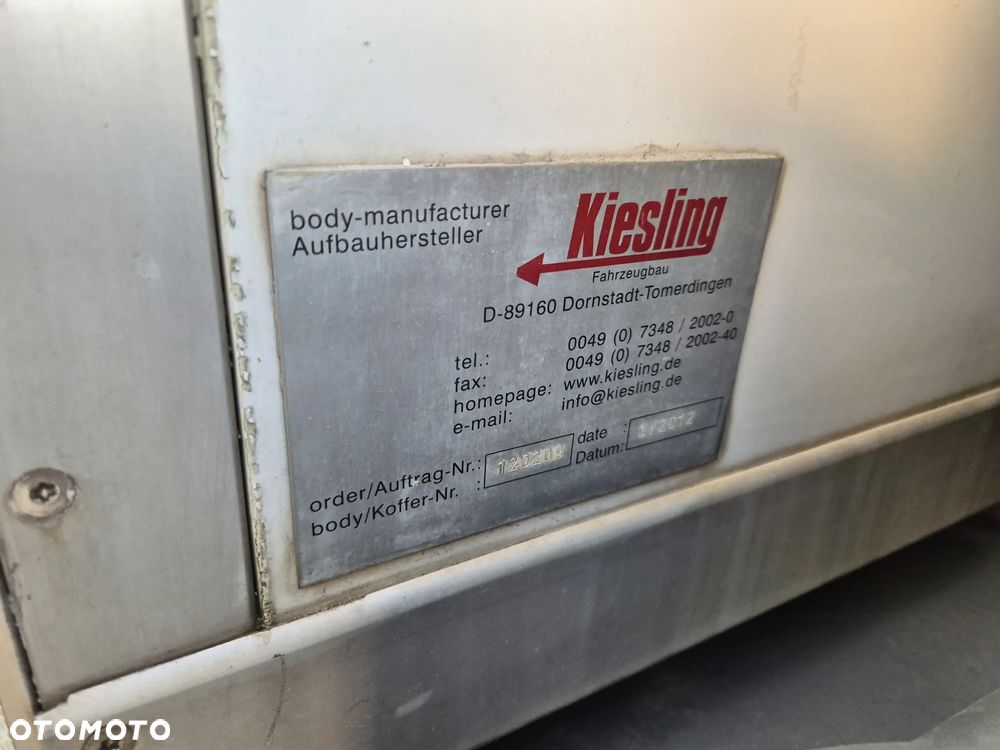 body-manufacturer
Aufbauhersteller
Kiesling
Fahrzeugbau
D-89160 Dornstadt-Tomerdingen
tel.: 0049 (0) 7348 / 2002-0
fax: 0049 (0) 7348 / 2002-40
homepage: www.kiesling.de
e-mail: info@kiesling.de
order/Auftrag-Nr.:
body/Koffer-Nr. :
date :
Datum:
OTOMOTO